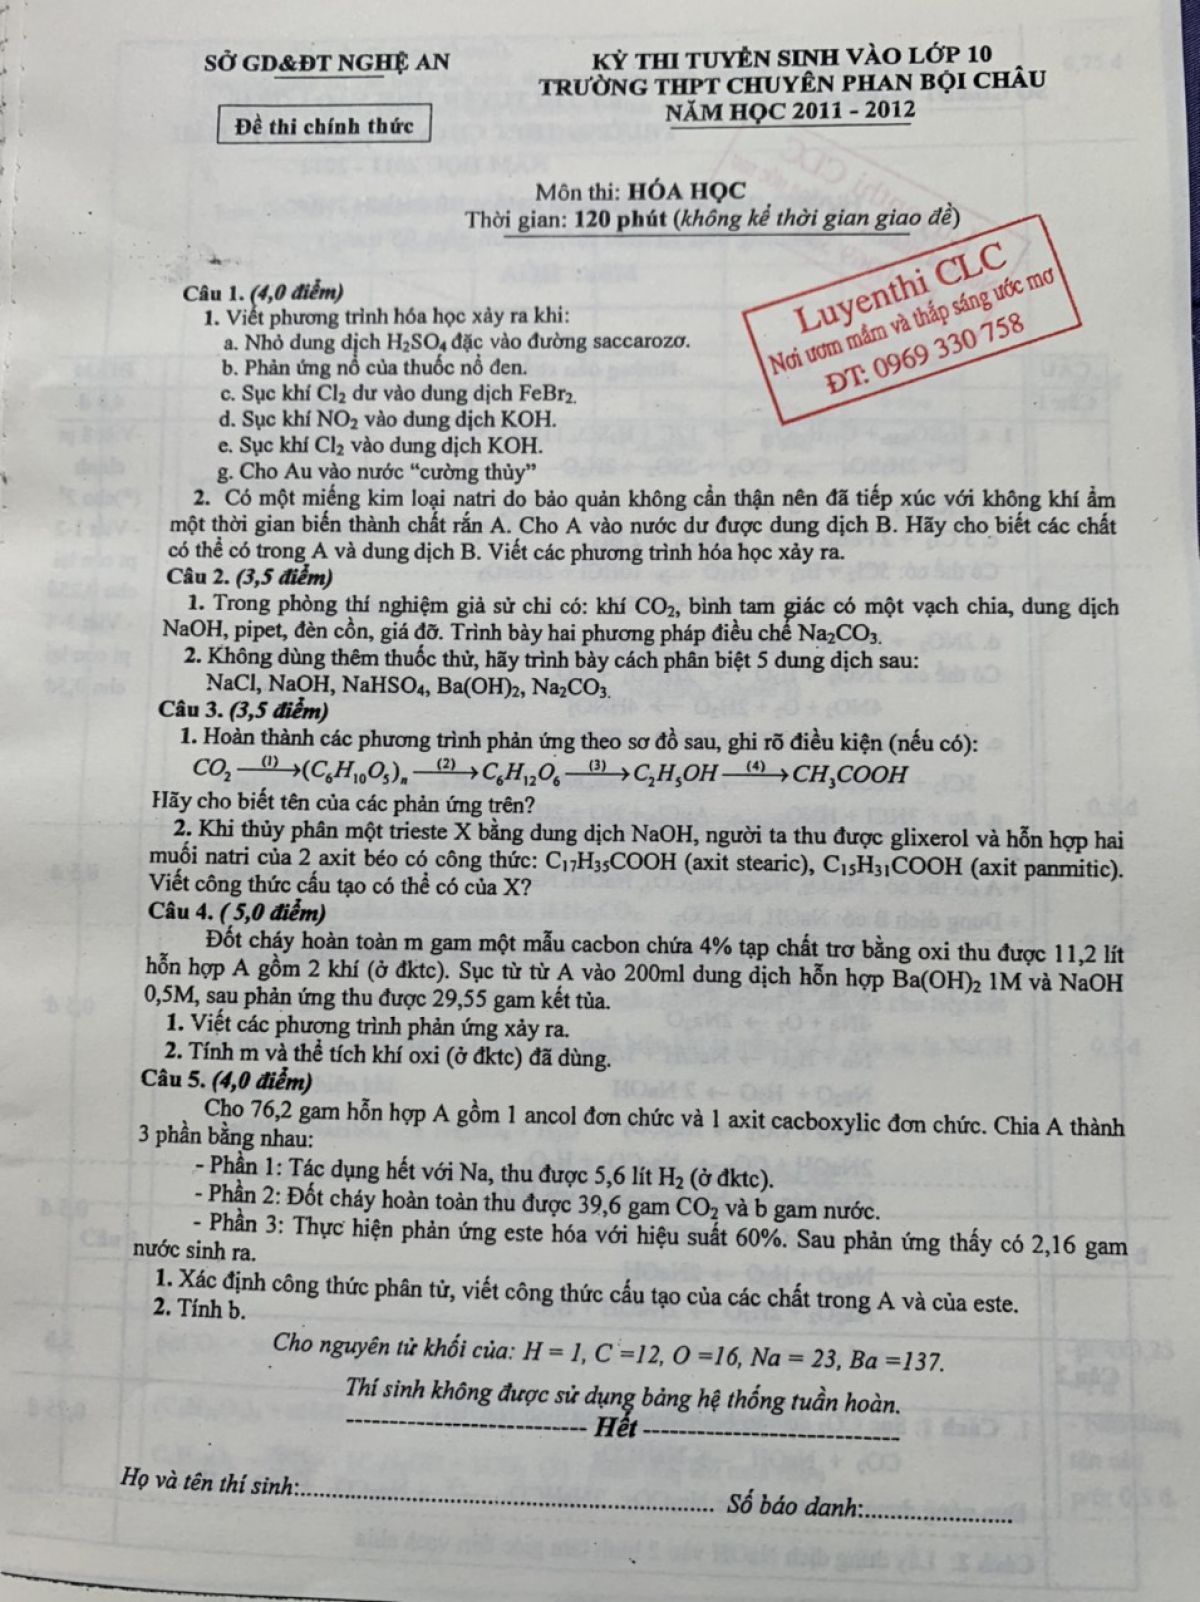 SỞ GD&ĐT NGHỆ AN
KỲ THI TUYỂN SINH VÀO LỚP 10
TRƯỜNG THPT CHUYÊN PHAN BỘI CHÂU
NĂM HỌC 2011 - 2012
Đề thi chính thức
Môn thi: HÓA HỌC
Thời gian: 120 phút (không kể thời gian giao đề)
Luyenthi CLC
Nơi ươm mầm và thắp sáng ước mơ
ĐT: 0969 330 758
Câu 1. (4,0 điểm)
1. Viết phương trình hóa học xảy ra khi:
a. Nhỏ dung dịch H₂SO₄ đặc vào đường saccarozơ.
b. Phản ứng nổ của thuốc nổ đen.
c. Sục khí Cl₂ dư vào dung dịch FeBr₂.
d. Sục khí NO₂ vào dung dịch KOH.
e. Sục khí Cl₂ vào dung dịch KOH.
g. Cho Au vào nước “cường thủy”
2. Có một miếng kim loại natri do bảo quản không cẩn thận nên đã tiếp xúc với không khí ẩm
một thời gian biến thành chất rắn A. Cho A vào nước dư được dung dịch B. Hãy cho biết các chất
có thể có trong A và dung dịch B. Viết các phương trình hóa học xảy ra.
Câu 2. (3,5 điểm)
1. Trong phòng thí nghiệm giả sử chỉ có: khí CO₂, bình tam giác có một vạch chia, dung dịch
NaOH, pipet, đèn cồn, giá đỡ. Trình bày hai phương pháp điều chế Na₂CO₃.
2. Không dùng thêm thuốc thử, hãy trình bày cách phân biệt 5 dung dịch sau:
NaCl, NaOH, NaHSO₄, Ba(OH)₂, Na₂CO₃.
Câu 3. (3,5 điểm)
1. Hoàn thành các phương trình phản ứng theo sơ đồ sau, ghi rõ điều kiện (nếu có):
CO₂ —(1)→ (C₆H₁₀O₅)ₙ —(2)→ C₆H₁₂O₆ —(3)→ C₂H₅OH —(4)→ CH₃COOH
Hãy cho biết tên của các phản ứng trên?
2. Khi thủy phân một trieste X bằng dung dịch NaOH, người ta thu được glixerol và hỗn hợp hai
muối natri của 2 axit béo có công thức: C₁₇H₃₅COOH (axit stearic), C₁₅H₃₁COOH (axit panmitic).
Viết công thức cấu tạo có thể có của X?
Câu 4. ( 5,0 điểm)
Đốt cháy hoàn toàn m gam một mẫu cacbon chứa 4% tạp chất trơ bằng oxi thu được 11,2 lít
hỗn hợp A gồm 2 khí (ở đktc). Sục từ từ A vào 200ml dung dịch hỗn hợp Ba(OH)₂ 1M và NaOH
0,5M, sau phản ứng thu được 29,55 gam kết tủa.
1. Viết các phương trình phản ứng xảy ra.
2. Tính m và thể tích khí oxi (ở đktc) đã dùng.
Câu 5. (4,0 điểm)
Cho 76,2 gam hỗn hợp A gồm 1 ancol đơn chức và 1 axit cacboxylic đơn chức. Chia A thành
3 phần bằng nhau:
- Phần 1: Tác dụng hết với Na, thu được 5,6 lít H₂ (ở đktc).
- Phần 2: Đốt cháy hoàn toàn thu được 39,6 gam CO₂ và b gam nước.
- Phần 3: Thực hiện phản ứng este hóa với hiệu suất 60%. Sau phản ứng thấy có 2,16 gam
nước sinh ra.
1. Xác định công thức phân tử, viết công thức cấu tạo của các chất trong A và của este.
2. Tính b.
Cho nguyên tử khối của: H = 1, C =12, O =16, Na = 23, Ba =137.
Thí sinh không được sử dụng bảng hệ thống tuần hoàn.
--------------------------- Hết -----------------------------
Họ và tên thí sinh:.......................................................... Số báo danh:......................